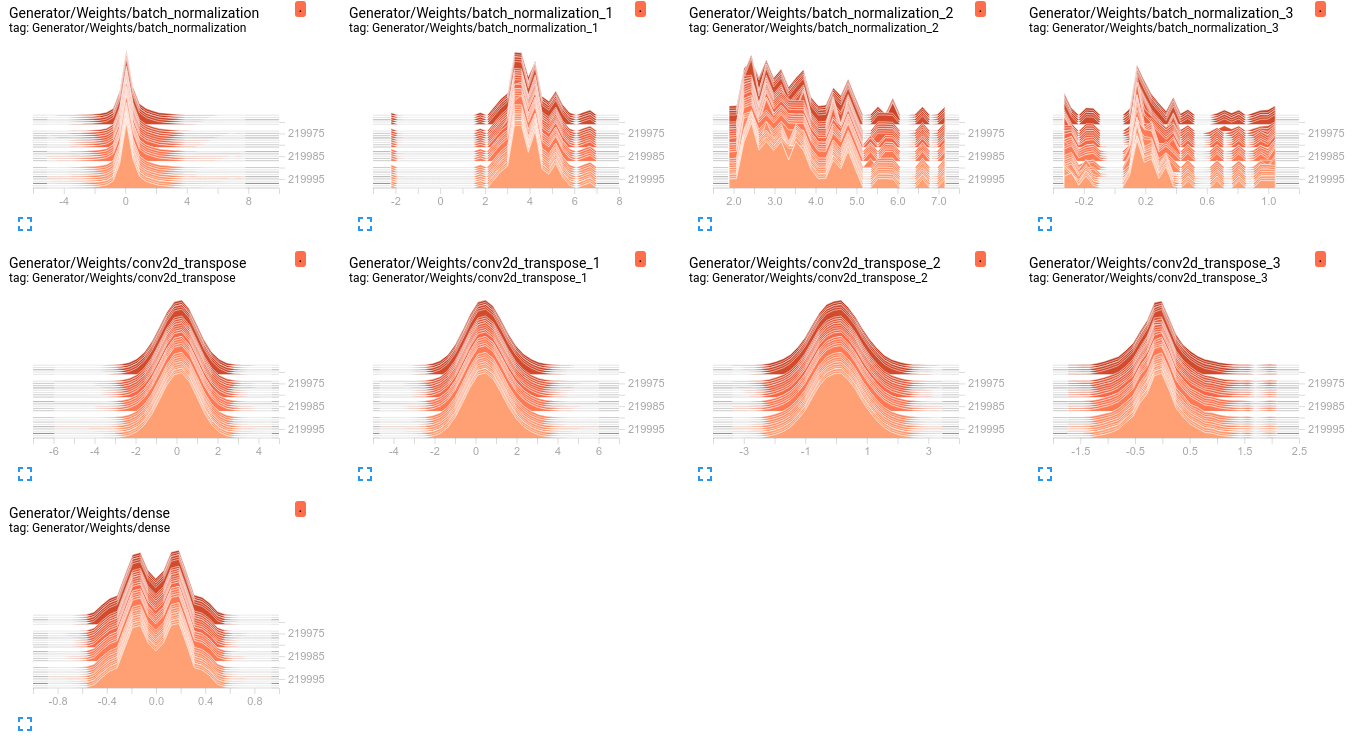 Generator/Weights/batch_normalization
tag: Generator/Weights/batch_normalization
.
219975
219985
219995
-4 0 4 8
Generator/Weights/batch_normalization_1
tag: Generator/Weights/batch_normalization_1
.
219975
219985
219995
-2 0 2 4 6 8
Generator/Weights/batch_normalization_2
tag: Generator/Weights/batch_normalization_2
.
219975
219985
219995
2.0 3.0 4.0 5.0 6.0 7.0
Generator/Weights/batch_normalization_3
tag: Generator/Weights/batch_normalization_3
.
219975
219985
219995
-0.2 0.2 0.6 1.0
Generator/Weights/conv2d_transpose
tag: Generator/Weights/conv2d_transpose
.
219975
219985
219995
-6 -4 -2 0 2 4
Generator/Weights/conv2d_transpose_1
tag: Generator/Weights/conv2d_transpose_1
.
219975
219985
219995
-4 -2 0 2 4 6
Generator/Weights/conv2d_transpose_2
tag: Generator/Weights/conv2d_transpose_2
.
219975
219985
219995
-3 -1 1 3
Generator/Weights/conv2d_transpose_3
tag: Generator/Weights/conv2d_transpose_3
.
219975
219985
219995
-1.5 -0.5 0.5 1.5 2.5
Generator/Weights/dense
tag: Generator/Weights/dense
.
219975
219985
219995
-0.8 -0.4 0.0 0.4 0.8